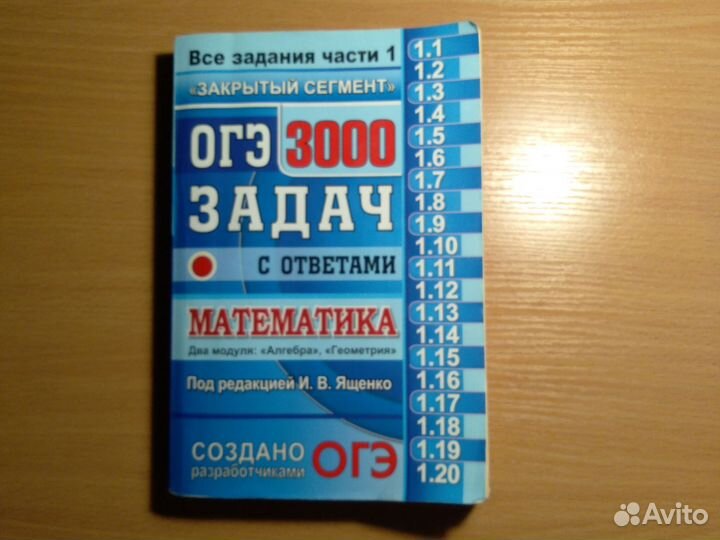 Все задания части 1
«ЗАКРЫТЫЙ СЕГМЕНТ»
ОГЭ 3000
ЗАДАЧ
С ОТВЕТАМИ
МАТЕМАТИКА
Два модуля: «Алгебра», «Геометрия»
Под редакцией И. В. Ященко
СОЗДАНО
разработчиками ОГЭ
1.1
1.2
1.3
1.4
1.5
1.6
1.7
1.8
1.9
1.10
1.11
1.12
1.13
1.14
1.15
1.16
1.17
1.18
1.19
1.20
Avito